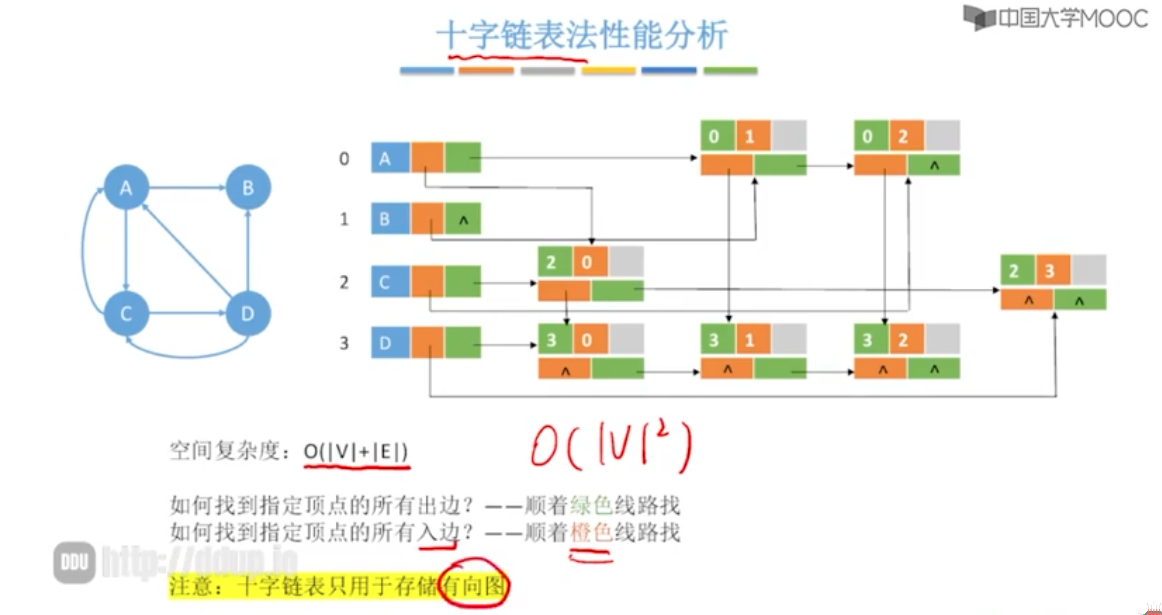 中国大学MOOC
十字链表法性能分析
A B
C D
0 A
1 B ^
2 C
3 D
0 1
0 2
^
2 0
2 3
^ ^
3 0
^
3 1
^
3 2
^ ^
空间复杂度：O(|V|+|E|)
O(|V|²)
如何找到指定顶点的所有出边？——顺着绿色线路找
如何找到指定顶点的所有入边？——顺着橙色线路找
DDU http://ddup.io
注意：十字链表只用于存储有向图